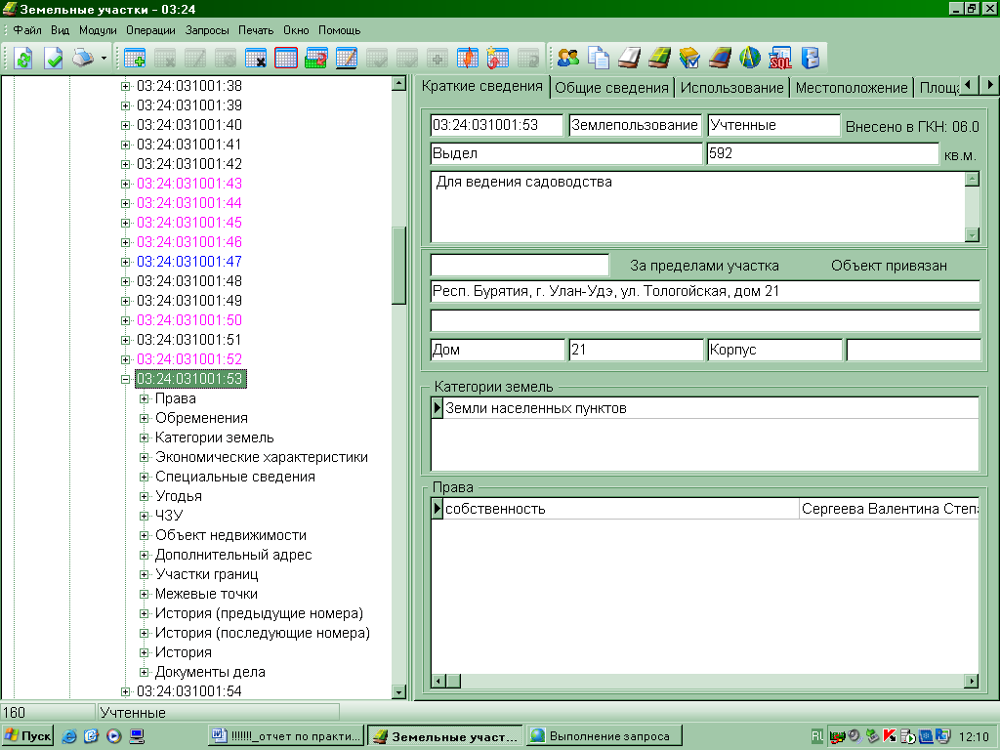 Земельные участки - 03:24
Файл Вид Модули Операции Запросы Печать Окно Помощь
SQL
03:24:031001:38
03:24:031001:39
03:24:031001:40
03:24:031001:41
03:24:031001:42
03:24:031001:43
03:24:031001:44
03:24:031001:45
03:24:031001:46
03:24:031001:47
03:24:031001:48
03:24:031001:49
03:24:031001:50
03:24:031001:51
03:24:031001:52
03:24:031001:53
Права
Обременения
Категории земель
Экономические характеристики
Специальные сведения
Угодья
ЧЗУ
Объект недвижимости
Дополнительный адрес
Участки границ
Межевые точки
История (предыдущие номера)
История (последующие номера)
История
Документы дела
03:24:031001:54
Краткие сведения Общие сведения Использование Местоположение Площа
03:24:031001:53 Землепользование Учтенные Внесено в ГКН: 06.0
Выдел 592 кв.м.
Для ведения садоводства
За пределами участка Объект привязан
Респ. Бурятия, г. Улан-Удэ, ул. Тологойская, дом 21
Дом 21 Корпус
Категории земель
Земли населенных пунктов
Права
собственность Сергеева Валентина Степа
160 Учтенные
Пуск !!!!!!!_отчет по практи... Земельные участ... Выполнение запроса 12:10